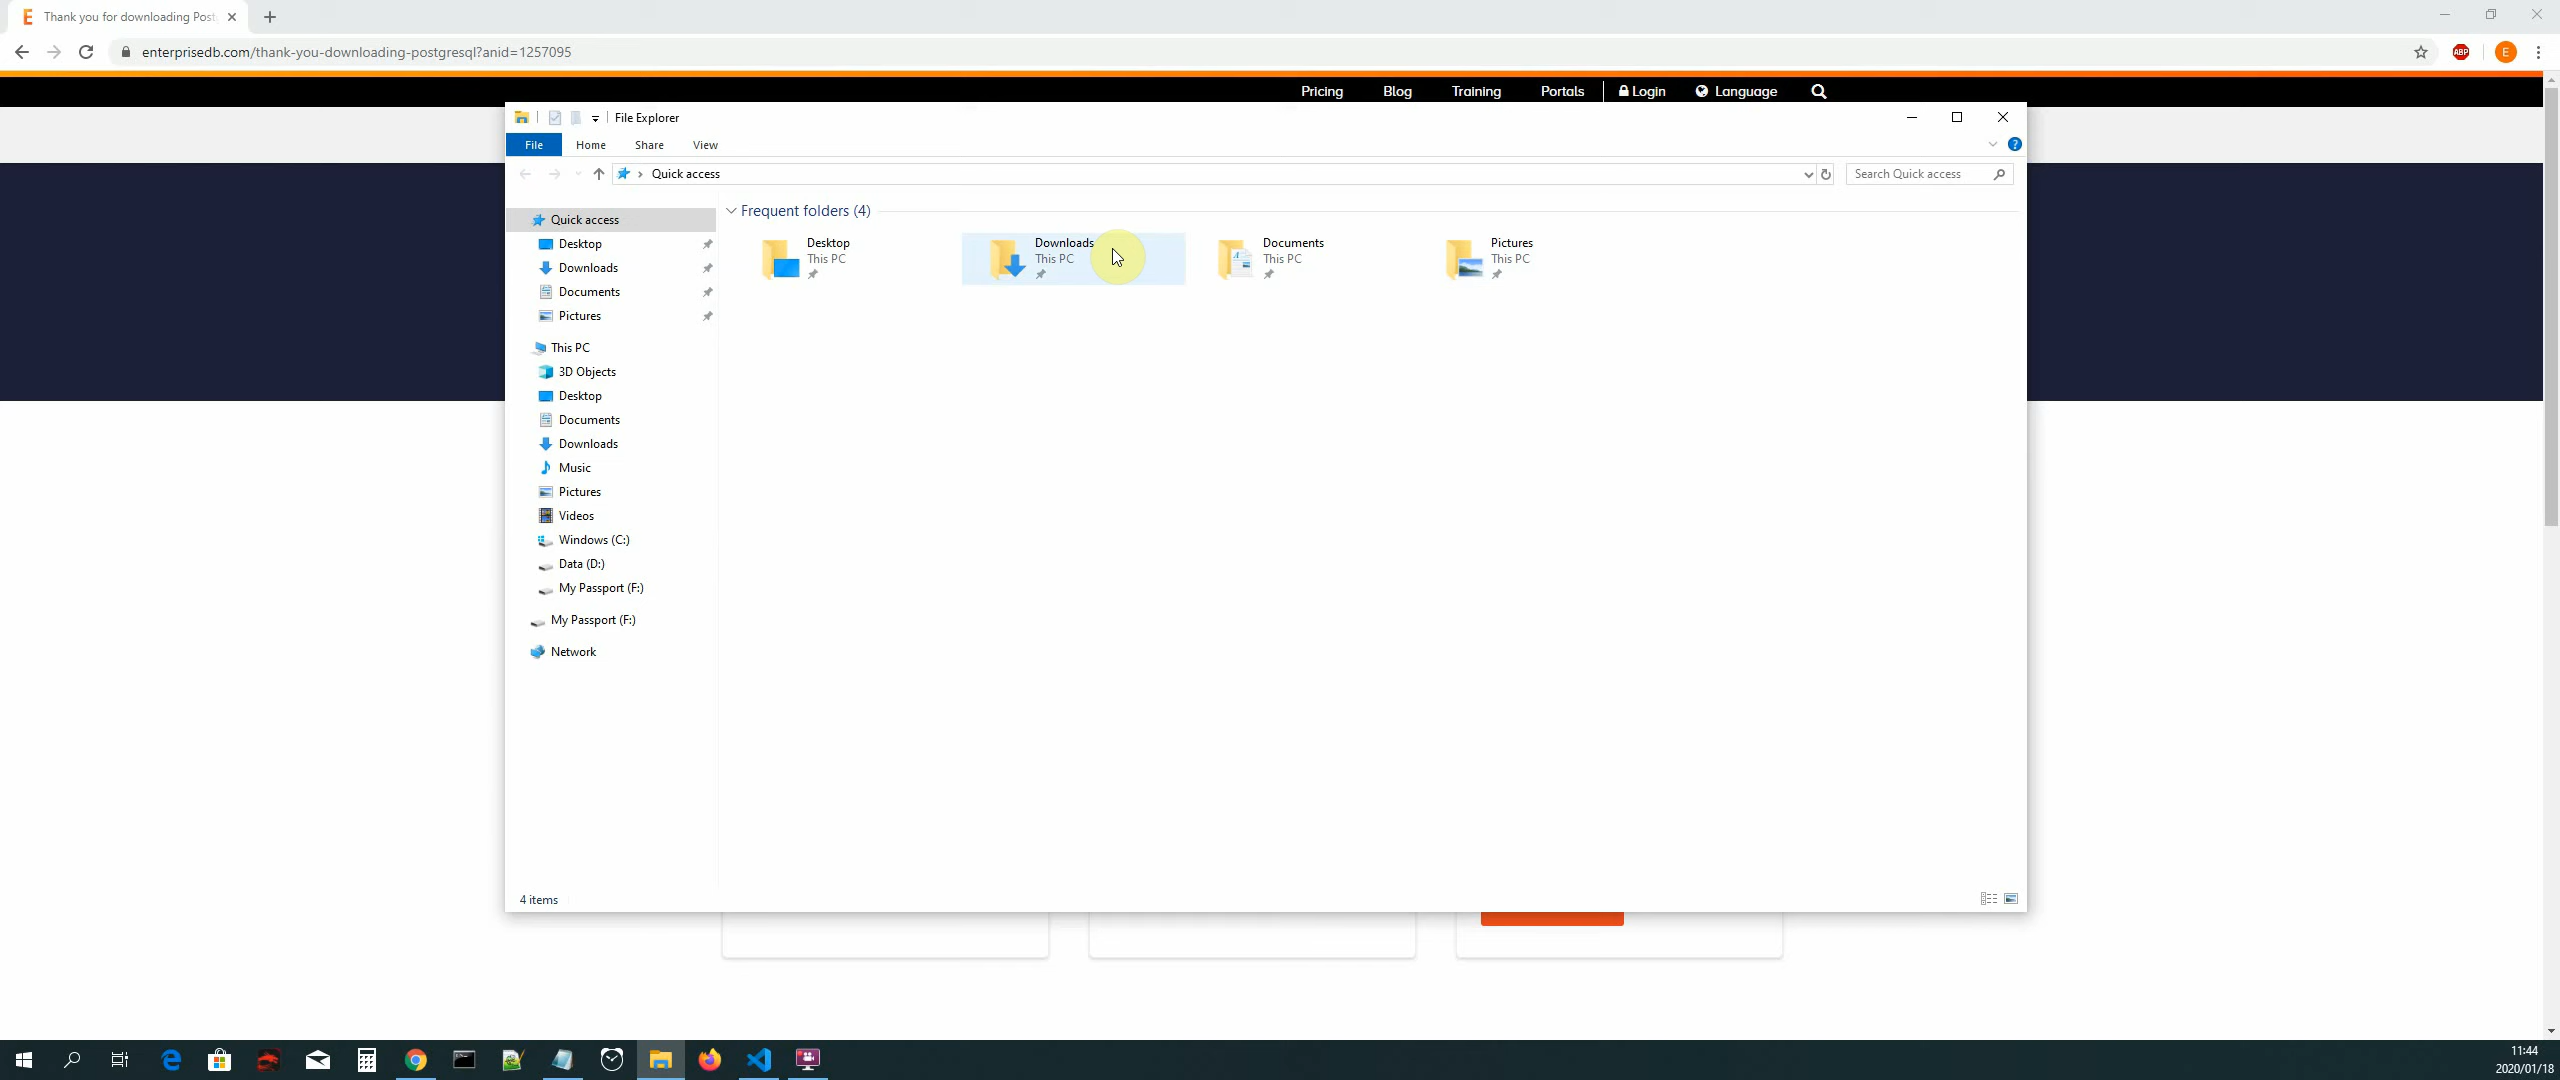 Thank you for downloading Post
enterprisedb.com/thank-you-downloading-postgresql?anid=1257095
ABP
E
Pricing
Blog
Training
Portals
Login
Language
File Explorer
File
Home
Share
View
Quick access
Search Quick access
Quick access
Desktop
Downloads
Documents
Pictures
This PC
3D Objects
Desktop
Documents
Downloads
Music
Pictures
Videos
Windows (C:)
Data (D:)
My Passport (F:)
My Passport (F:)
Network
Frequent folders (4)
Desktop
This PC
Downloads
This PC
Documents
This PC
Pictures
This PC
4 items
11:44
2020/01/18